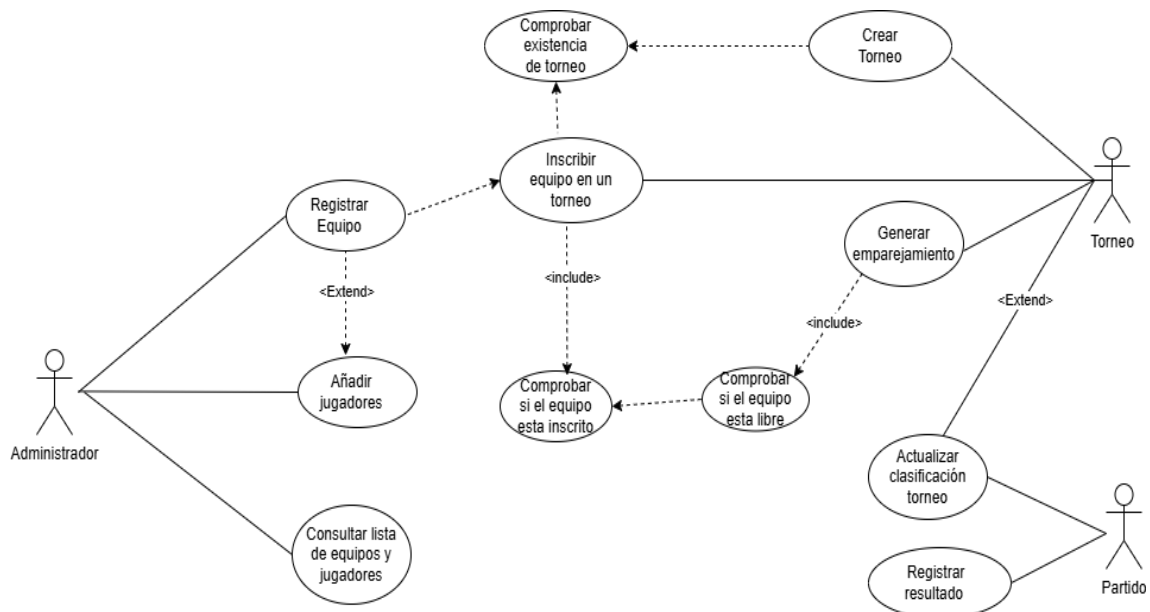 Comprobar
existencia
de torneo
Crear
Torneo
Inscribir
equipo en un
torneo
Registrar
Equipo
Generar
emparejamiento
Torneo
<include>
<Extend>
<Extend>
<include>
Añadir
jugadores
Comprobar
si el equipo
esta inscrito
Comprobar
si el equipo
esta libre
Administrador
Actualizar
clasificación
torneo
Consultar lista
de equipos y
jugadores
Registrar
resultado
Partido